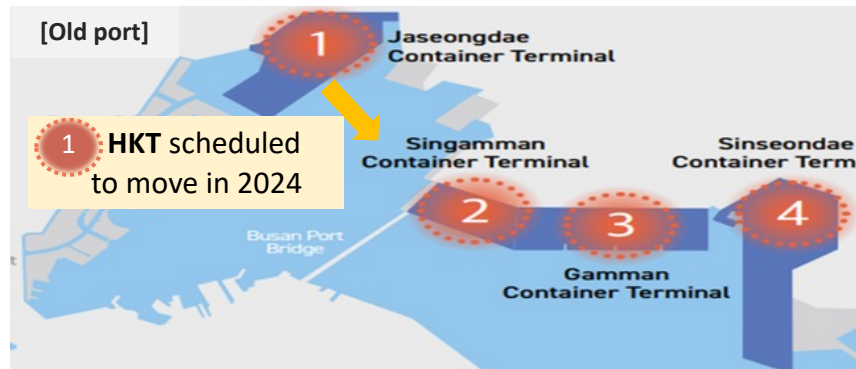 [Old port]
1
Jaseongdae
Container Terminal
1 HKT scheduled
to move in 2024
Singamman
Container Terminal
Sinseondae
Container Term
2
3
4
Busan Port
Bridge
Gamman
Container Terminal
t